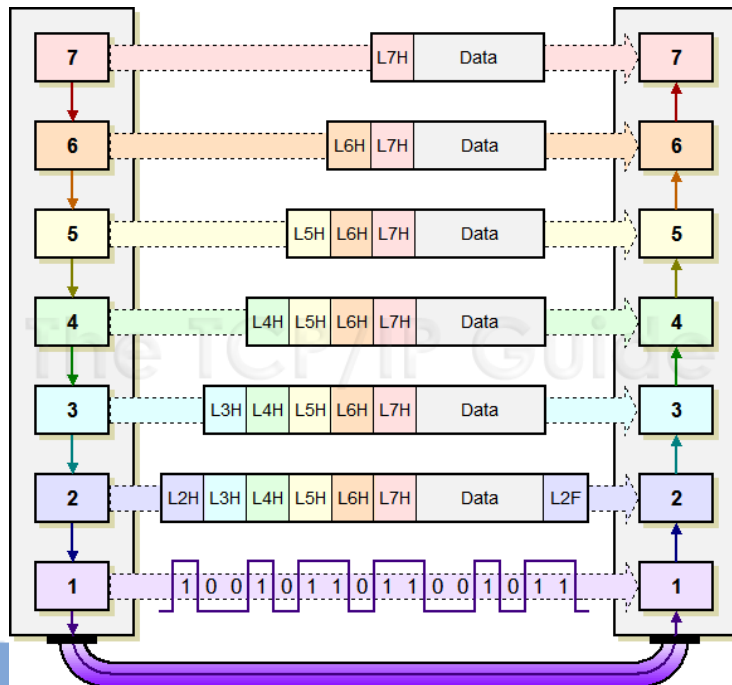 7 L7H Data 7
6 L6H L7H Data 6
5 L5H L6H L7H Data 5
4 L4H L5H L6H L7H Data 4
The TCP/IP Guide
3 L3H L4H L5H L6H L7H Data 3
2 L2H L3H L4H L5H L6H L7H Data L2F 2
1 1 0 0 1 0 1 1 0 1 1 0 0 1 0 1 1 1